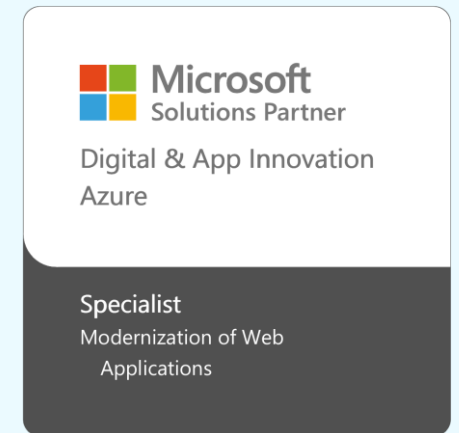 Microsoft
Solutions Partner
Digital & App Innovation
Azure
Specialist
Modernization of Web
Applications